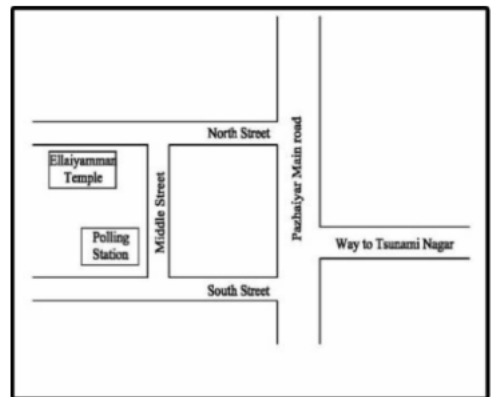 North Street
Ellaiyamman
Temple
Middle Street
Pazhaiyar Main road
Polling
Station
Way to Tsunami Nagar
South Street